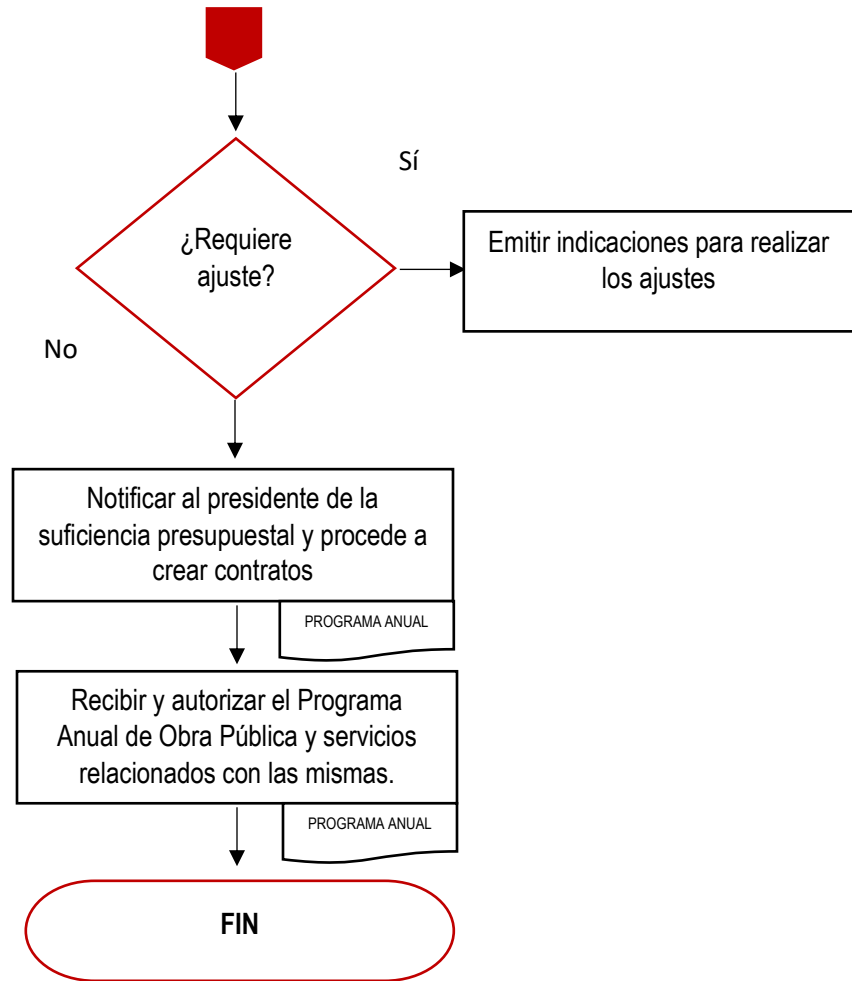 Sí
¿Requiere
ajuste?
Emitir indicaciones para realizar
los ajustes
No
Notificar al presidente de la
suficiencia presupuestal y procede a
crear contratos
PROGRAMA ANUAL
Recibir y autorizar el Programa
Anual de Obra Pública y servicios
relacionados con las mismas.
PROGRAMA ANUAL
FIN